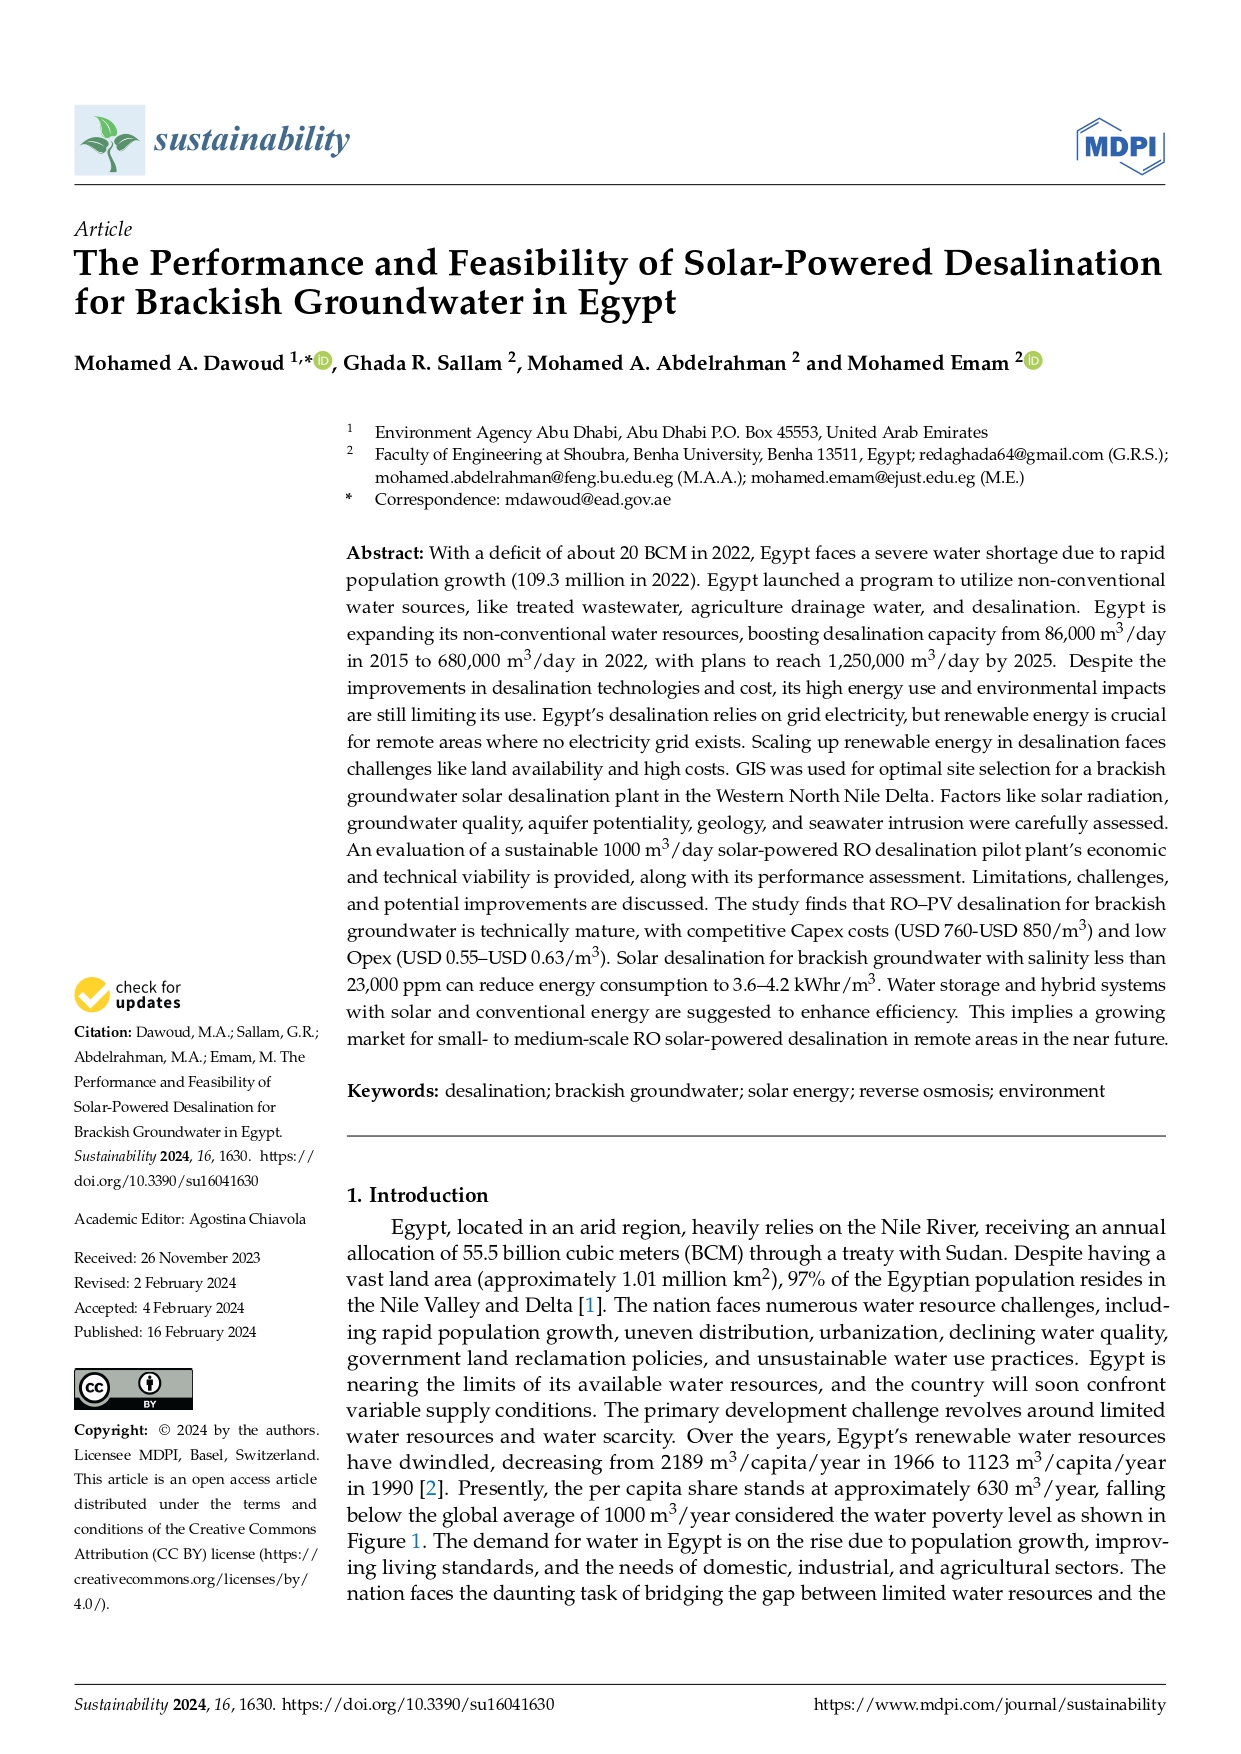 sustainability
MDPI
Article
The Performance and Feasibility of Solar-Powered Desalination
for Brackish Groundwater in Egypt
Mohamed A. Dawoud 1,* iD, Ghada R. Sallam 2, Mohamed A. Abdelrahman 2 and Mohamed Emam 2 iD
1 Environment Agency Abu Dhabi, Abu Dhabi P.O. Box 45553, United Arab Emirates
2 Faculty of Engineering at Shoubra, Benha University, Benha 13511, Egypt; redaghada64@gmail.com (G.R.S.);
mohamed.abdelrahman@feng.bu.edu.eg (M.A.A.); mohamed.emam@ejust.edu.eg (M.E.)
* Correspondence: mdawoud@ead.gov.ae
Abstract: With a deficit of about 20 BCM in 2022, Egypt faces a severe water shortage due to rapid
population growth (109.3 million in 2022). Egypt launched a program to utilize non-conventional
water sources, like treated wastewater, agriculture drainage water, and desalination. Egypt is
expanding its non-conventional water resources, boosting desalination capacity from 86,000 m³/day
in 2015 to 680,000 m³/day in 2022, with plans to reach 1,250,000 m³/day by 2025. Despite the
improvements in desalination technologies and cost, its high energy use and environmental impacts
are still limiting its use. Egypt's desalination relies on grid electricity, but renewable energy is crucial
for remote areas where no electricity grid exists. Scaling up renewable energy in desalination faces
challenges like land availability and high costs. GIS was used for optimal site selection for a brackish
groundwater solar desalination plant in the Western North Nile Delta. Factors like solar radiation,
groundwater quality, aquifer potentiality, geology, and seawater intrusion were carefully assessed.
An evaluation of a sustainable 1000 m³/day solar-powered RO desalination pilot plant's economic
and technical viability is provided, along with its performance assessment. Limitations, challenges,
and potential improvements are discussed. The study finds that RO–PV desalination for brackish
groundwater is technically mature, with competitive Capex costs (USD 760-USD 850/m³) and low
Opex (USD 0.55–USD 0.63/m³). Solar desalination for brackish groundwater with salinity less than
23,000 ppm can reduce energy consumption to 3.6–4.2 kWhr/m³. Water storage and hybrid systems
with solar and conventional energy are suggested to enhance efficiency. This implies a growing
market for small- to medium-scale RO solar-powered desalination in remote areas in the near future.
Keywords: desalination; brackish groundwater; solar energy; reverse osmosis; environment
check for
updates
Citation: Dawoud, M.A.; Sallam, G.R.;
Abdelrahman, M.A.; Emam, M. The
Performance and Feasibility of
Solar-Powered Desalination for
Brackish Groundwater in Egypt.
Sustainability 2024, 16, 1630. https://
doi.org/10.3390/su16041630
Academic Editor: Agostina Chiavola
Received: 26 November 2023
Revised: 2 February 2024
Accepted: 4 February 2024
Published: 16 February 2024
cc BY
Copyright: © 2024 by the authors.
Licensee MDPI, Basel, Switzerland.
This article is an open access article
distributed under the terms and
conditions of the Creative Commons
Attribution (CC BY) license (https://
creativecommons.org/licenses/by/
4.0/).
1. Introduction
Egypt, located in an arid region, heavily relies on the Nile River, receiving an annual
allocation of 55.5 billion cubic meters (BCM) through a treaty with Sudan. Despite having a
vast land area (approximately 1.01 million km²), 97% of the Egyptian population resides in
the Nile Valley and Delta [1]. The nation faces numerous water resource challenges, includ-
ing rapid population growth, uneven distribution, urbanization, declining water quality,
government land reclamation policies, and unsustainable water use practices. Egypt is
nearing the limits of its available water resources, and the country will soon confront
variable supply conditions. The primary development challenge revolves around limited
water resources and water scarcity. Over the years, Egypt's renewable water resources
have dwindled, decreasing from 2189 m³/capita/year in 1966 to 1123 m³/capita/year
in 1990 [2]. Presently, the per capita share stands at approximately 630 m³/year, falling
below the global average of 1000 m³/year considered the water poverty level as shown in
Figure 1. The demand for water in Egypt is on the rise due to population growth, improv-
ing living standards, and the needs of domestic, industrial, and agricultural sectors. The
nation faces the daunting task of bridging the gap between limited water resources and the
Sustainability 2024, 16, 1630. https://doi.org/10.3390/su16041630
https://www.mdpi.com/journal/sustainability